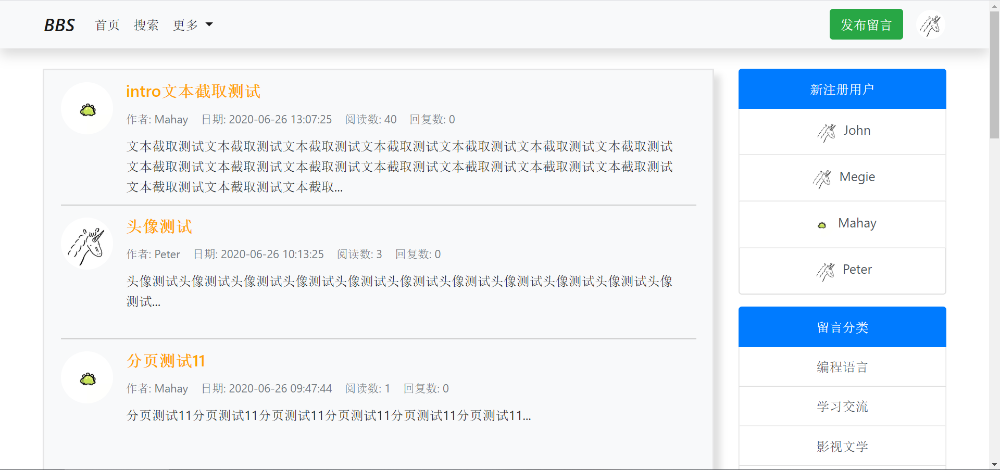 BBS 首页 搜索 更多 发布留言
intro文本截取测试
作者: Mahay 日期: 2020-06-26 13:07:25 阅读数: 40 回复数: 0
文本截取测试文本截取测试文本截取测试文本截取测试文本截取测试文本截取测试文本截取测试
文本截取测试文本截取测试文本截取测试文本截取测试文本截取测试文本截取测试文本截取测试
文本截取测试文本截取测试文本截取...
头像测试
作者: Peter 日期: 2020-06-26 10:13:25 阅读数: 3 回复数: 0
头像测试头像测试头像测试头像测试头像测试头像测试头像测试头像测试头像测试头像测试头像
测试...
分页测试11
作者: Mahay 日期: 2020-06-26 09:47:44 阅读数: 1 回复数: 0
分页测试11分页测试11分页测试11分页测试11分页测试11分页测试11...
新注册用户
John
Megie
Mahay
Peter
留言分类
编程语言
学习交流
影视文学